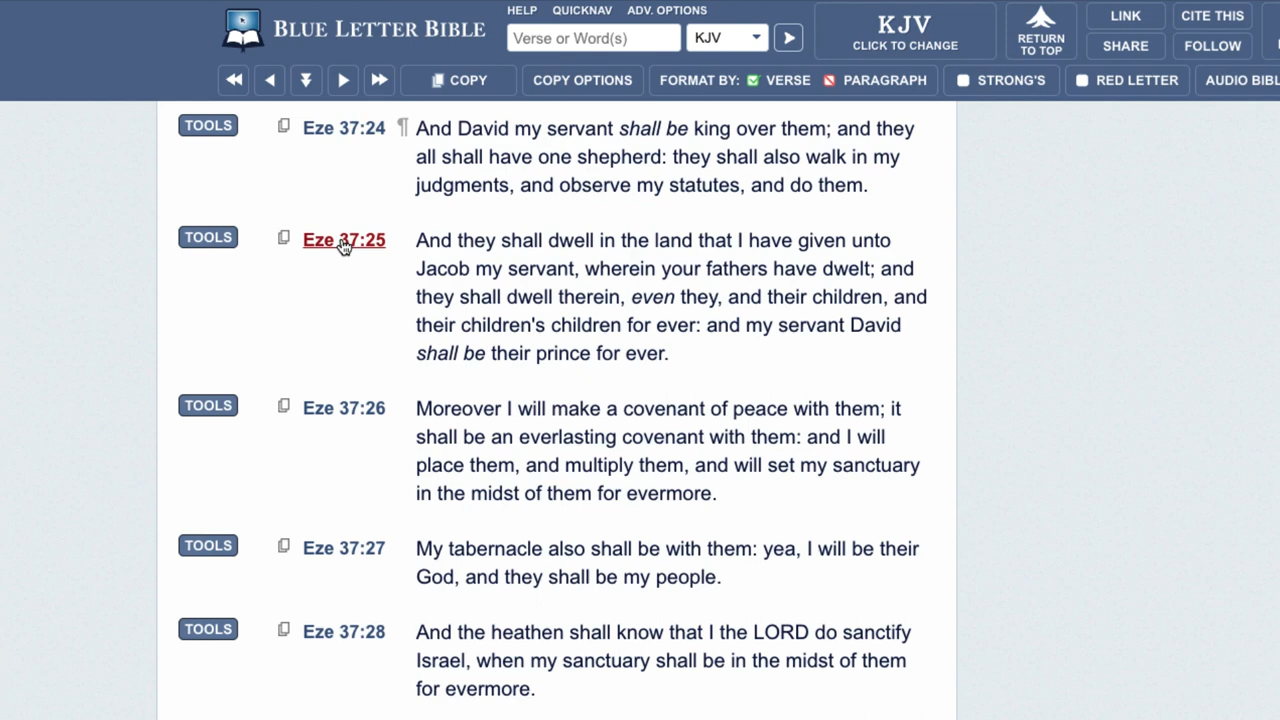 HELP QUICKNAV ADV. OPTIONS
BLUE LETTER BIBLE
Verse or Word(s) KJV
KJV
CLICK TO CHANGE
RETURN
TO TOP
LINK CITE THIS
SHARE FOLLOW
COPY COPY OPTIONS FORMAT BY: VERSE PARAGRAPH STRONG'S RED LETTER AUDIO BIBL
TOOLS Eze 37:24 ¶ And David my servant shall be king over them; and they
all shall have one shepherd: they shall also walk in my
judgments, and observe my statutes, and do them.
TOOLS Eze 37:25 And they shall dwell in the land that I have given unto
Jacob my servant, wherein your fathers have dwelt; and
they shall dwell therein, even they, and their children, and
their children's children for ever: and my servant David
shall be their prince for ever.
TOOLS Eze 37:26 Moreover I will make a covenant of peace with them; it
shall be an everlasting covenant with them: and I will
place them, and multiply them, and will set my sanctuary
in the midst of them for evermore.
TOOLS Eze 37:27 My tabernacle also shall be with them: yea, I will be their
God, and they shall be my people.
TOOLS Eze 37:28 And the heathen shall know that I the LORD do sanctify
Israel, when my sanctuary shall be in the midst of them
for evermore.